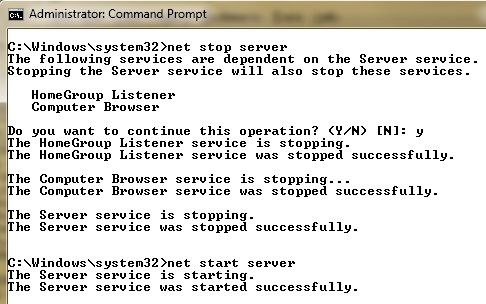 Administrator: Command Prompt
C:\Windows\system32>net stop server
The following services are dependent on the Server service.
Stopping the Server service will also stop these services.
HomeGroup Listener
Computer Browser
Do you want to continue this operation? (Y/N) [N]: y
The HomeGroup Listener service is stopping.
The HomeGroup Listener service was stopped successfully.
The Computer Browser service is stopping...
The Computer Browser service was stopped successfully.
The Server service is stopping.
The Server service was stopped successfully.
C:\Windows\system32>net start server
The Server service is starting.
The Server service was started successfully.